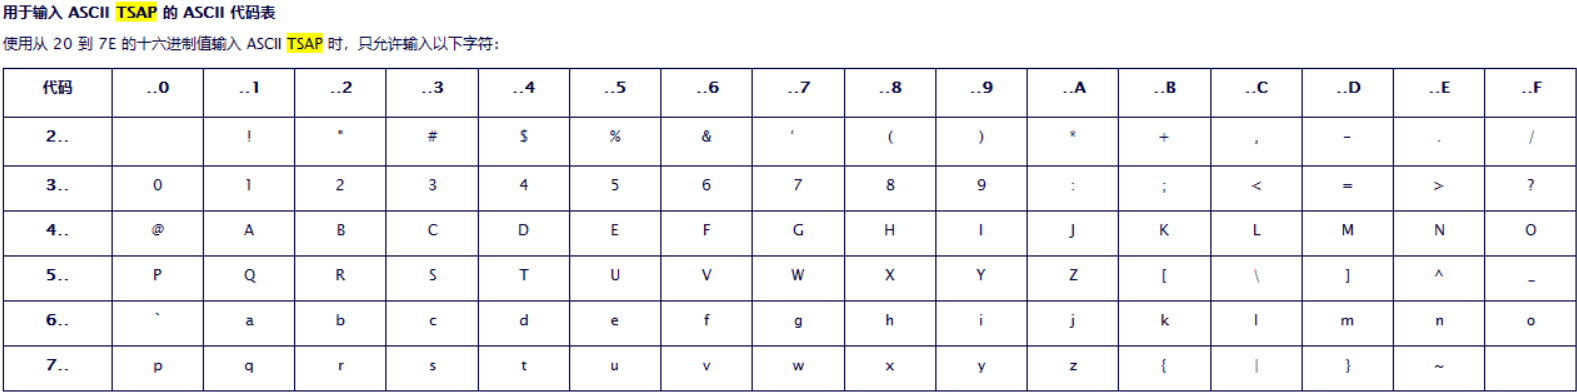 用于输入 ASCII TSAP 的 ASCII 代码表
使用从 20 到 7E 的十六进制值输入 ASCII TSAP 时，只允许输入以下字符：
代码 ..0 ..1 ..2 ..3 ..4 ..5 ..6 ..7 ..8 ..9 ..A ..B ..C ..D ..E ..F
2.. ! " # $ % & ' ( ) * + , - . /
3.. 0 1 2 3 4 5 6 7 8 9 : ; < = > ?
4.. @ A B C D E F G H I J K L M N O
5.. P Q R S T U V W X Y Z [ \ ] ^ _
6.. ` a b c d e f g h i j k l m n o
7.. p q r s t u v w x y z { | } ~